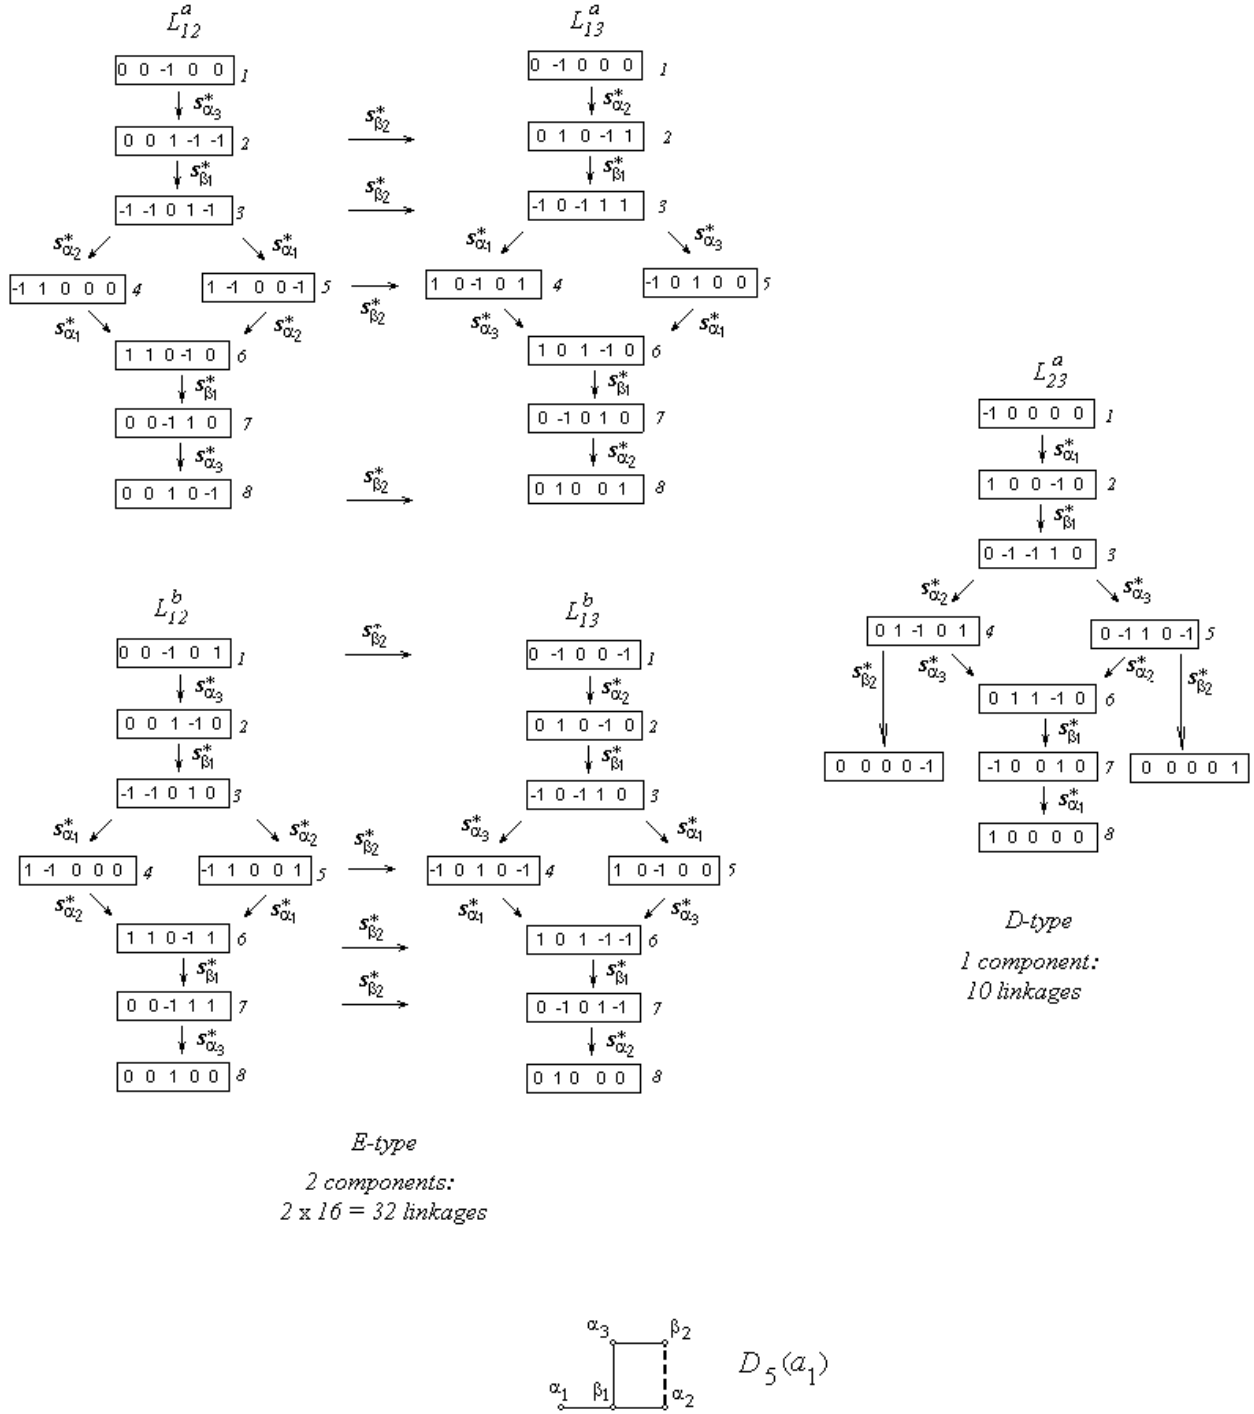 L^a_12
L^a_13
0 0 -1 0 0 1
0 -1 0 0 0 1
s*_α3
s*_α2
0 0 1 -1 -1 2
s*_β2
0 1 0 -1 1 2
s*_β1
s*_β1
-1 -1 0 1 -1 3
s*_β2
-1 0 -1 1 1 3
s*_α2 s*_α1
s*_α1 s*_α3
-1 1 0 0 0 4
1 -1 0 0 -1 5
s*_β2
1 0 -1 0 1 4
-1 0 1 0 0 5
s*_α1 s*_α2
s*_α3 s*_α1
1 1 0 -1 0 6
1 0 1 -1 0 6
s*_β1
s*_β1
0 0 -1 1 0 7
0 -1 0 1 0 7
s*_α3
s*_α2
0 0 1 0 -1 8
s*_β2
0 1 0 0 1 8
L^a_23
-1 0 0 0 0 1
s*_α1
1 0 0 -1 0 2
s*_β1
0 -1 -1 1 0 3
s*_α2 s*_α3
0 1 -1 0 1 4
0 -1 1 0 -1 5
s*_β2 s*_α3 s*_α2 s*_β2
0 1 1 -1 0 6
s*_β1
0 0 0 0 -1
-1 0 0 1 0 7
0 0 0 0 1
s*_α1
1 0 0 0 0 8
D-type
1 component:
10 linkages
L^b_12
L^b_13
0 0 -1 0 1 1
s*_β2
0 -1 0 0 -1 1
s*_α3
s*_α2
0 0 1 -1 0 2
0 1 0 -1 0 2
s*_β1
s*_β1
-1 -1 0 1 0 3
-1 0 -1 1 0 3
s*_α1 s*_α2
s*_α3 s*_α1
1 -1 0 0 0 4
-1 1 0 0 1 5
s*_β2
-1 0 1 0 -1 4
1 0 -1 0 0 5
s*_α2 s*_α1
s*_α1 s*_α3
1 1 0 -1 1 6
s*_β2
1 0 1 -1 -1 6
s*_β1
s*_β1
0 0 -1 1 1 7
s*_β2
0 -1 0 1 -1 7
s*_α3
s*_α2
0 0 1 0 0 8
0 1 0 0 0 8
E-type
2 components:
2 x 16 = 32 linkages
α3 β2
D5(a1)
α1 β1 α2